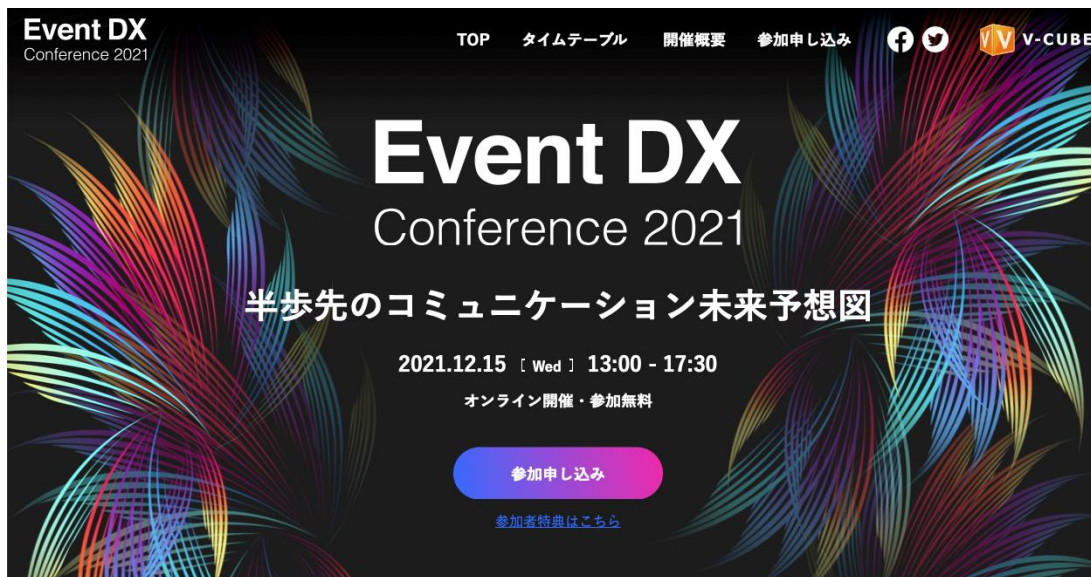 Event DX
Conference 2021
TOP タイムテーブル 開催概要 参加申し込み V-CUBE
Event DX
Conference 2021
半歩先のコミュニケーション未来予想図
2021.12.15 [ Wed ] 13:00 - 17:30
オンライン開催・参加無料
参加申し込み
参加者特典はこちら